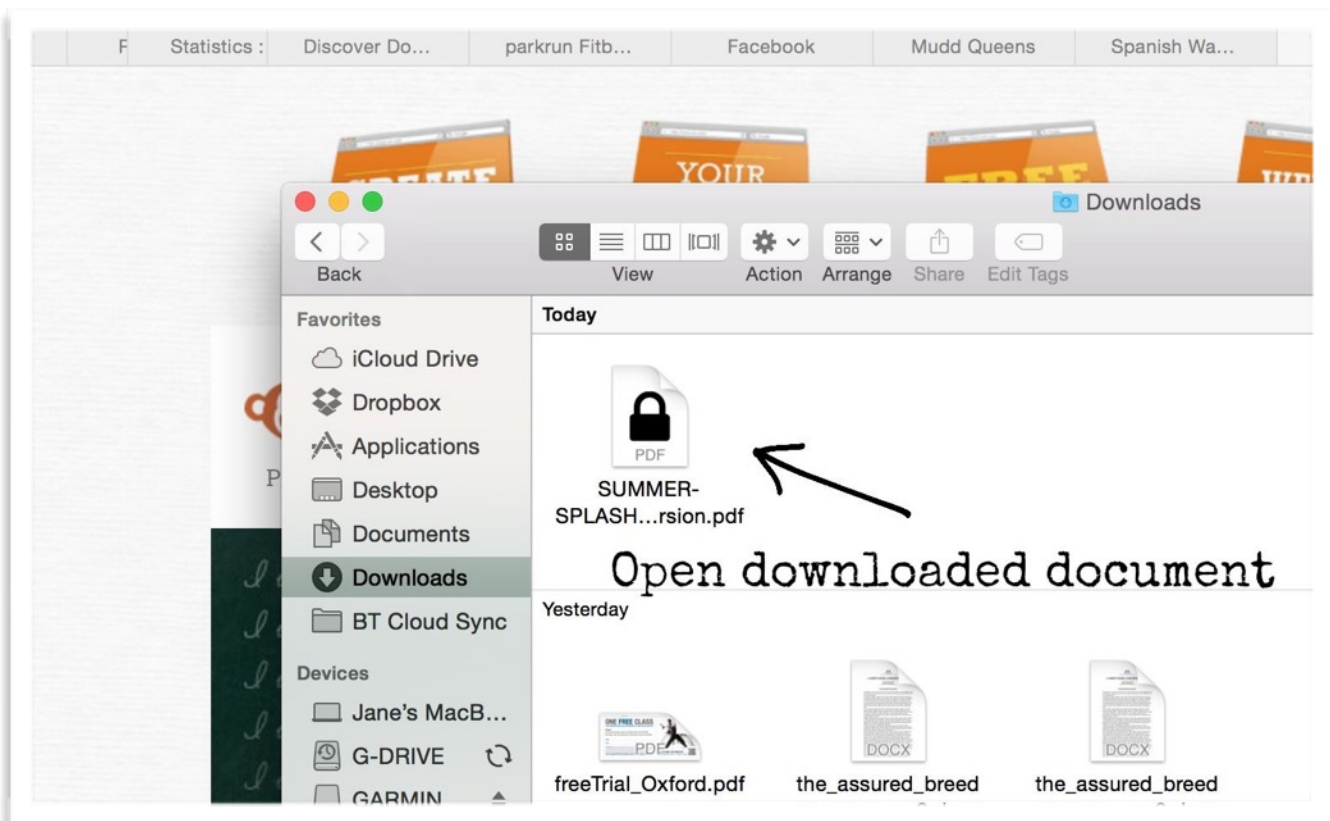 F Statistics : Discover Do... parkrun Fitb... Facebook Mudd Queens Spanish Wa...
CREATE YOUR FREE
Downloads
Back View Action Arrange Share Edit Tags
Favorites
iCloud Drive
Dropbox
Applications
Desktop
Documents
Downloads
BT Cloud Sync
Devices
Jane's MacB...
G-DRIVE
GARMIN
Today
PDF
SUMMER-
SPLASH...rsion.pdf
Open downloaded document
Yesterday
ONE FREE CLASS
PDF
DOCX
DOCX
freeTrial_Oxford.pdf the_assured_breed the_assured_breed